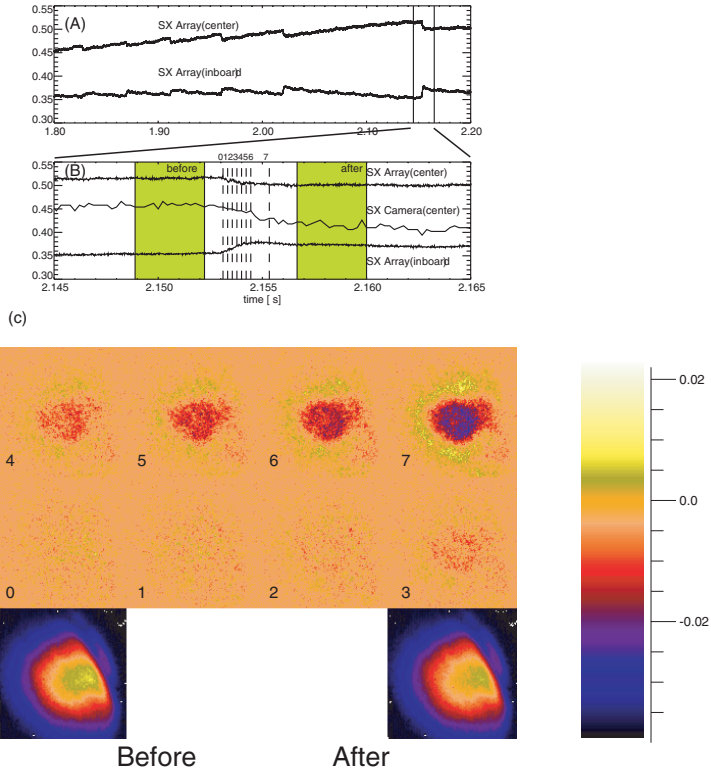 0.55
(A)
SX Array(center)
0.50
0.45
0.40
SX Array(inboard)
0.35
0.30
1.80 1.90 2.00 2.10 2.20
0123456 7
0.55
(B)
before
after
SX Array(center)
0.50
0.45
SX Camera(center)
0.40
0.35
SX Array(inboard)
0.30
2.145 2.150 2.155 2.160 2.165
time [ s]
(c)
4 5 6 7
0 1 2 3
0.02
0.0
-0.02
Before After